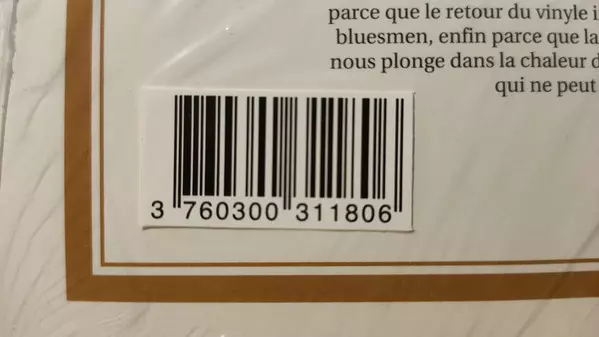 parce que le retour du vinyle
bluesmen, enfin parce que la
nous plonge dans la chaleur
qui ne peut
3 760300 311806